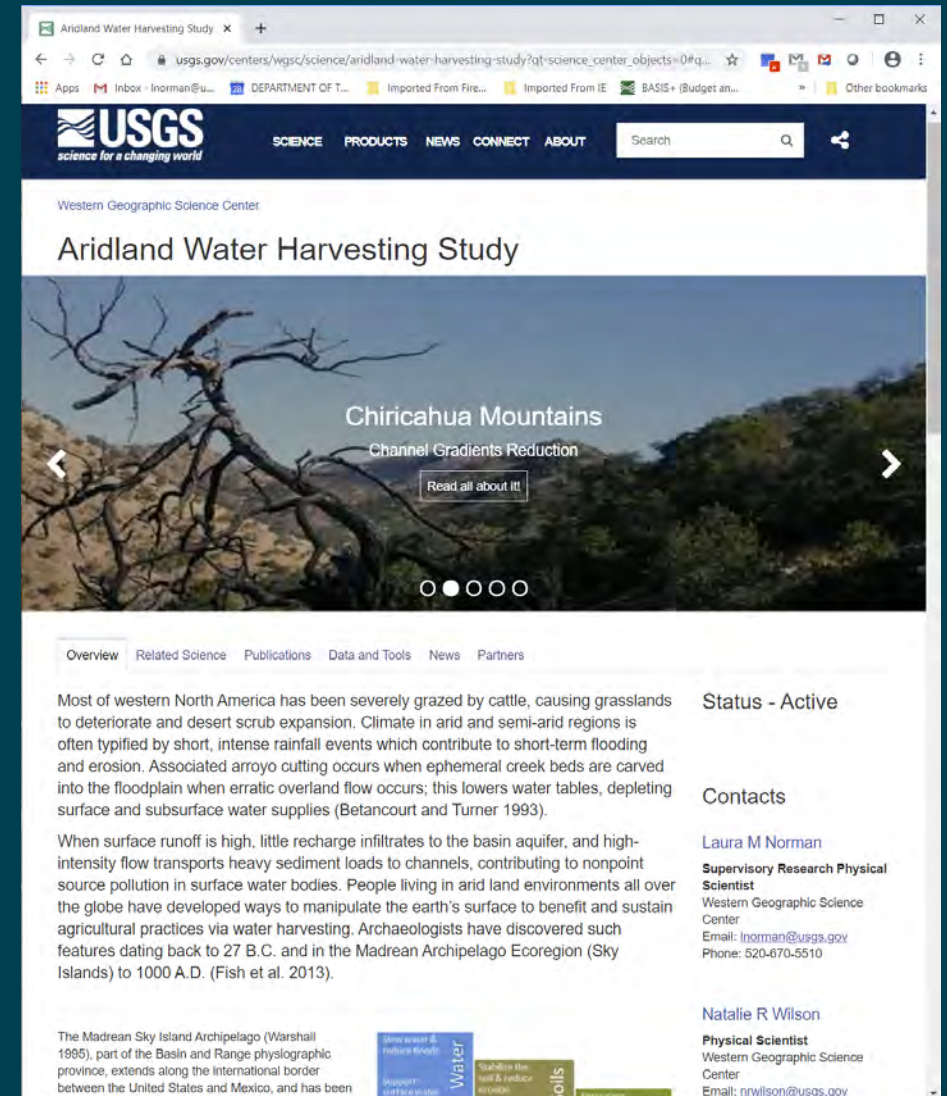 Aridland Water Harvesting Study
usgs.gov/centers/wgsc/science/aridland-water-harvesting-study?qt-science_center_objects=0#q...
Apps Inbox - lnorman@u... DEPARTMENT OF T... Imported From Fire... Imported From IE BASIS+ (Budget an... » Other bookmarks
USGS
science for a changing world
SCIENCE PRODUCTS NEWS CONNECT ABOUT Search
Western Geographic Science Center
Aridland Water Harvesting Study
Chiricahua Mountains
Channel Gradients Reduction
Read all about it!
Overview Related Science Publications Data and Tools News Partners
Most of western North America has been severely grazed by cattle, causing grasslands
to deteriorate and desert scrub expansion. Climate in arid and semi-arid regions is
often typified by short, intense rainfall events which contribute to short-term flooding
and erosion. Associated arroyo cutting occurs when ephemeral creek beds are carved
into the floodplain when erratic overland flow occurs; this lowers water tables, depleting
surface and subsurface water supplies (Betancourt and Turner 1993).
When surface runoff is high, little recharge infiltrates to the basin aquifer, and high-
intensity flow transports heavy sediment loads to channels, contributing to nonpoint
source pollution in surface water bodies. People living in arid land environments all over
the globe have developed ways to manipulate the earth's surface to benefit and sustain
agricultural practices via water harvesting. Archaeologists have discovered such
features dating back to 27 B.C. and in the Madrean Archipelago Ecoregion (Sky
Islands) to 1000 A.D. (Fish et al. 2013).
The Madrean Sky Island Archipelago (Warshall
1995), part of the Basin and Range physiographic
province, extends along the international border
between the United States and Mexico, and has been
Slow water &
reduce floods
Support
surface water
Water
Stabilize the
soil & reduce
erosion
oils
Status - Active
Contacts
Laura M Norman
Supervisory Research Physical
Scientist
Western Geographic Science
Center
Email: lnorman@usgs.gov
Phone: 520-670-5510
Natalie R Wilson
Physical Scientist
Western Geographic Science
Center
Email: nrwilson@usgs.gov